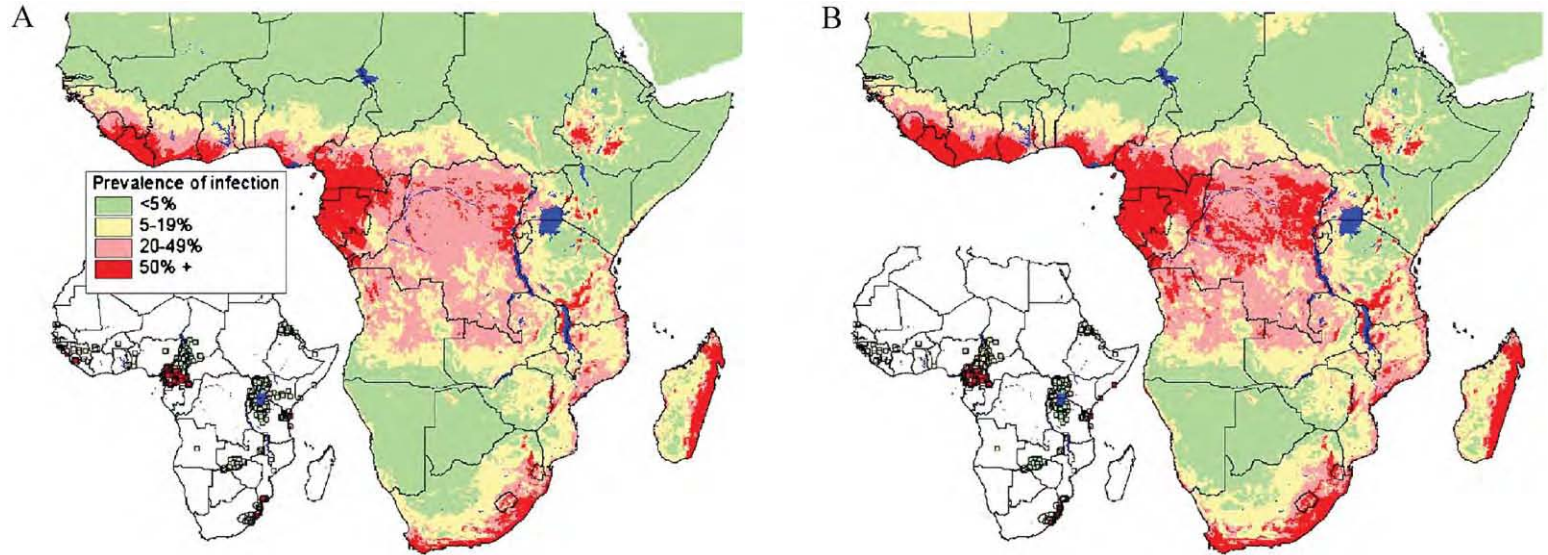 A
B
Prevalence of infection
<5%
5-19%
20-49%
50% +